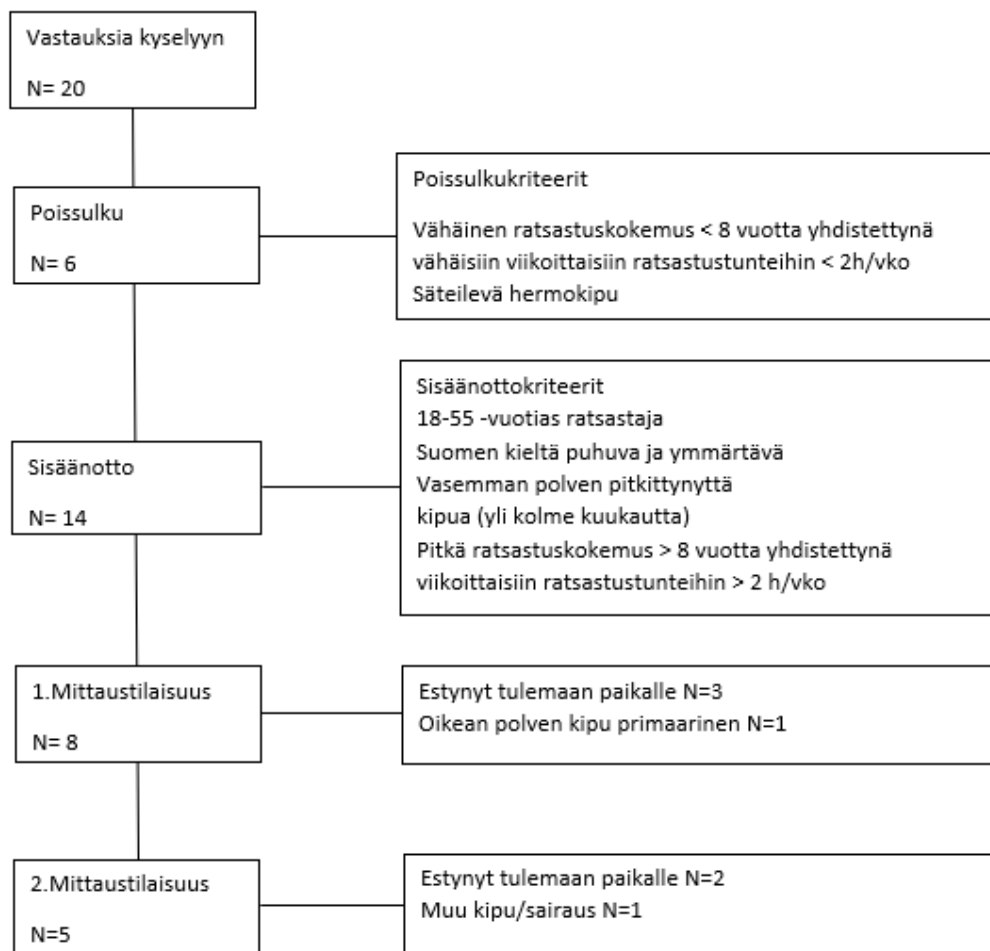 Vastauksia kyselyyn
N= 20
Poissulku
N= 6
Poissulkukriteerit
Vähäinen ratsastuskokemus < 8 vuotta yhdistettynä
vähäisiin viikoittaisiin ratsastustunteihin < 2h/vko
Säteilevä hermokipu
Sisäänotto
N= 14
Sisäänottokriteerit
18-55 -vuotias ratsastaja
Suomen kieltä puhuva ja ymmärtävä
Vasemman polven pitkittynyttä
kipua (yli kolme kuukautta)
Pitkä ratsastuskokemus > 8 vuotta yhdistettynä
viikoittaisiin ratsastustunteihin > 2 h/vko
1.Mittaustilaisuus
N= 8
Estynyt tulemaan paikalle N=3
Oikean polven kipu primaarinen N=1
2.Mittaustilaisuus
N=5
Estynyt tulemaan paikalle N=2
Muu kipu/sairaus N=1